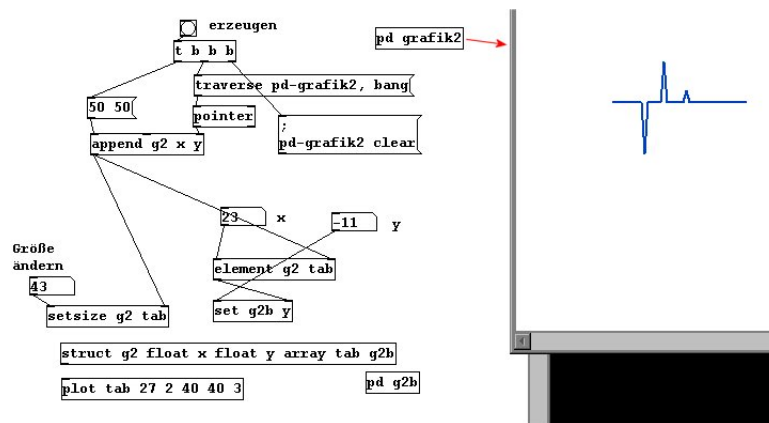 erzeugen
pd grafik2
t b b b
traverse pd-grafik2, bang
50 50
pointer
;
pd-grafik2 clear
append g2 x y
23
x
-11
y
Größe
ändern
43
element g2 tab
setsize g2 tab
set g2b y
struct g2 float x float y array tab g2b
plot tab 27 2 40 40 3
pd g2b